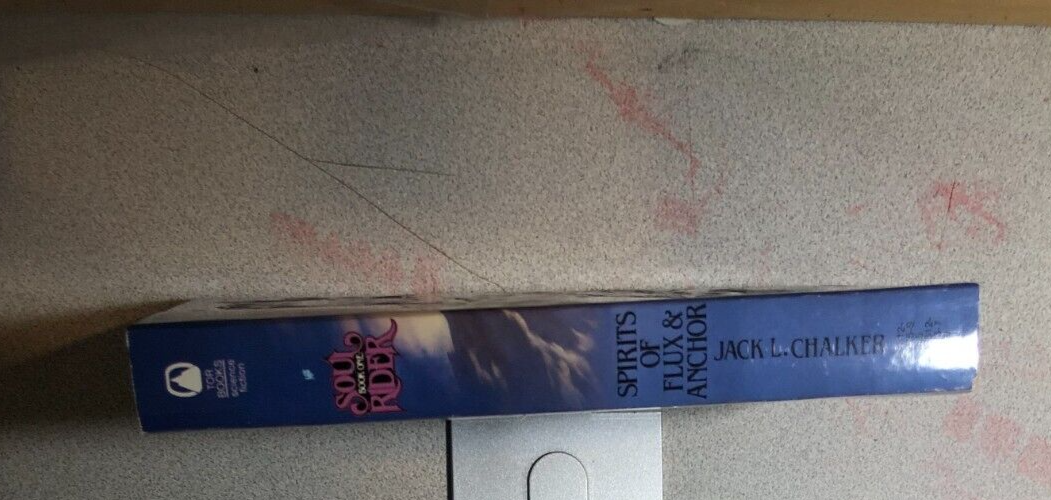 TOR
BOOKS
science
fiction
SOUL
BOOK ONE
RIDER
SPIRITS
OF
FLUX &
ANCHOR
JACK L. CHALKER